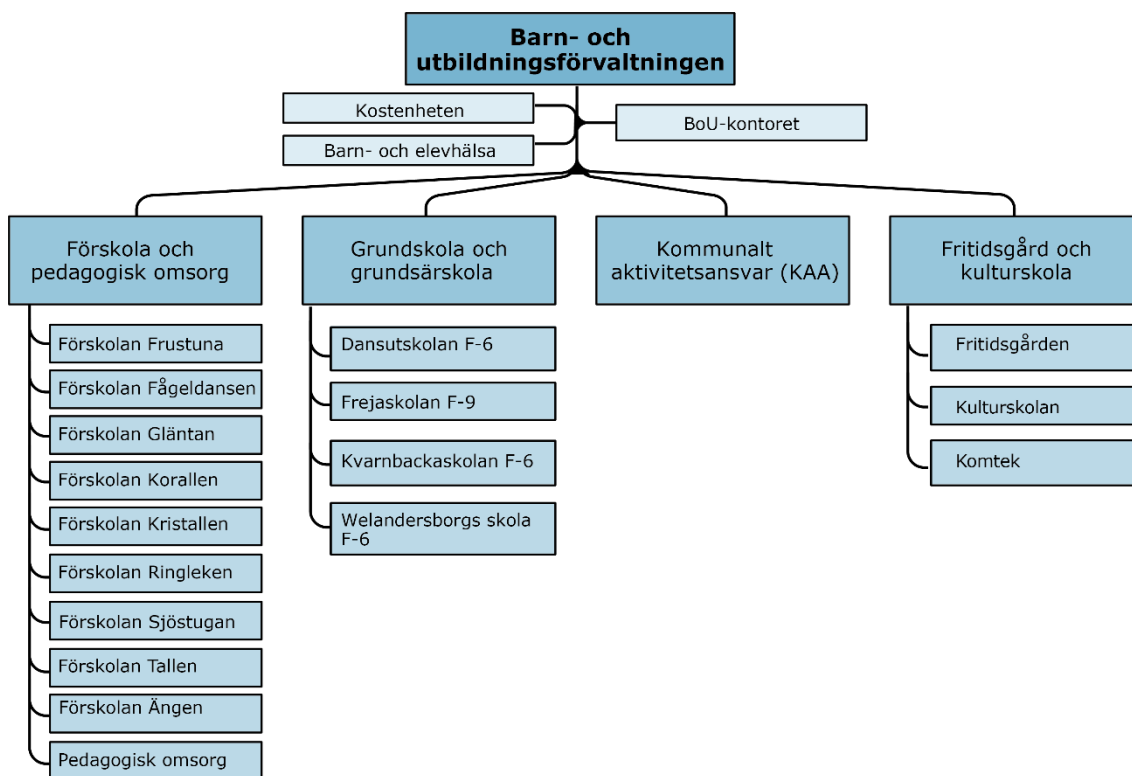 Barn- och
utbildningsförvaltningen
Kostenheten
BoU-kontoret
Barn- och elevhälsa
Förskola och
pedagogisk omsorg
Förskolan Frustuna
Förskolan Fågeldansen
Förskolan Gläntan
Förskolan Korallen
Förskolan Kristallen
Förskolan Ringleken
Förskolan Sjöstugan
Förskolan Tallen
Förskolan Ängen
Pedagogisk omsorg
Grundskola och
grundsärskola
Dansutskolan F-6
Frejaskolan F-9
Kvarnbackaskolan F-6
Welandersborgs skola
F-6
Kommunalt
aktivitetsansvar (KAA)
Fritidsgård och
kulturskola
Fritidsgården
Kulturskolan
Komtek